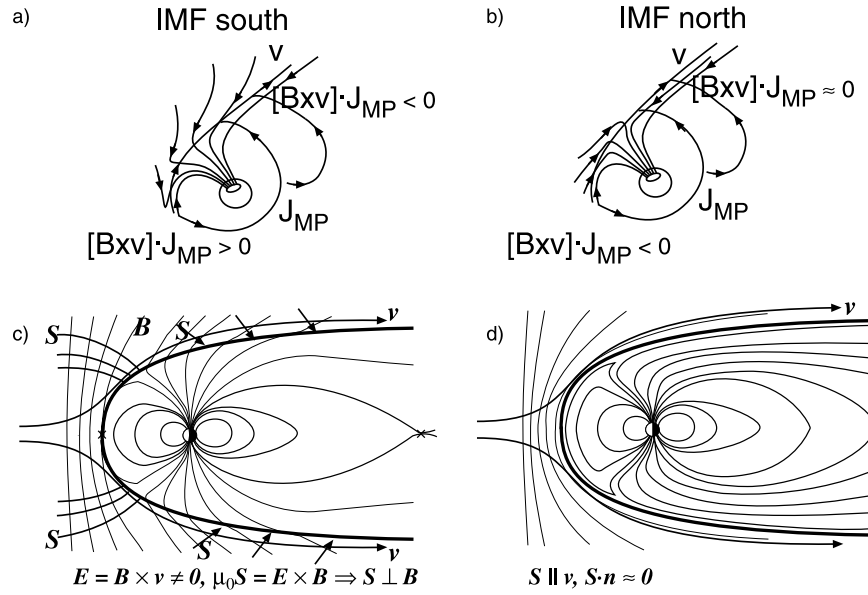 a)
IMF south
v
[Bxv]·J_MP < 0
J_MP
[Bxv]·J_MP > 0
b)
IMF north
v
[Bxv]·J_MP ≈ 0
J_MP
[Bxv]·J_MP < 0
c)
S
B
S
v
S
S
v
E = B × v ≠ 0, μ₀S = E × B ⇒ S ⊥ B
d)
v
S ∥ v, S·n ≈ 0